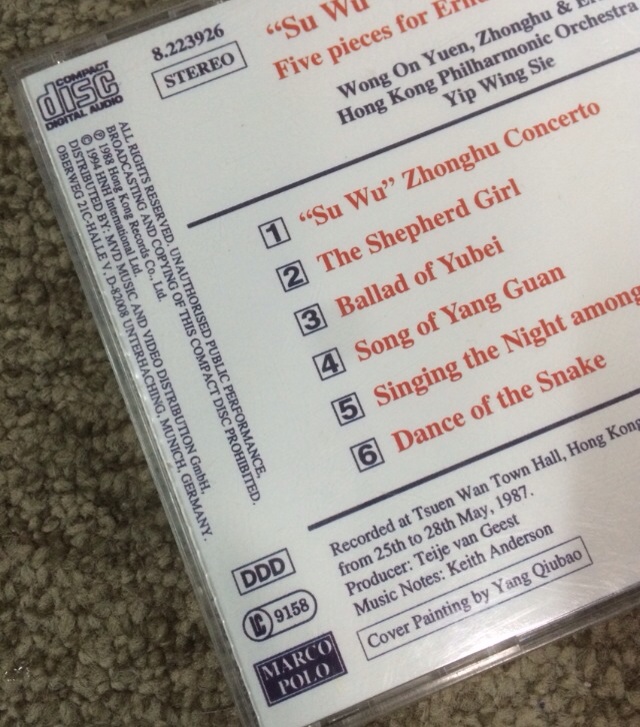 COMPACT
disc
DIGITAL AUDIO
8.223926
STEREO
"Su Wu"
Five pieces for
Wong On Yuen, Zhonghu &
Hong Kong Philharmonic Orchestra
Yip Wing Sie
1 "Su Wu" Zhonghu Concerto
2 The Shepherd Girl
3 Ballad of Yubei
4 Song of Yang Guan
5 Singing the Night among
6 Dance of the Snake
ALL RIGHTS RESERVED. UNAUTHORISED PUBLIC PERFORMANCE,
BROADCASTING AND COPYING OF THIS COMPACT DISC PROHIBITED.
℗ 1988 Hong Kong Records Co., Ltd.
© 1994 HNH International Ltd.
DISTRIBUTED BY: MVD MUSIC AND VIDEO DISTRIBUTION GmbH,
OBERWEG 21C-HALLE V, D-82008 UNTERHACHING, MUNICH, GERMANY.
Recorded at Tsuen Wan Town Hall, Hong Kong
from 25th to 28th May, 1987.
Producer: Teije van Geest
Music Notes: Keith Anderson
Cover Painting by Yang Qiubao
DDD
LC 9158
MARCO
POLO